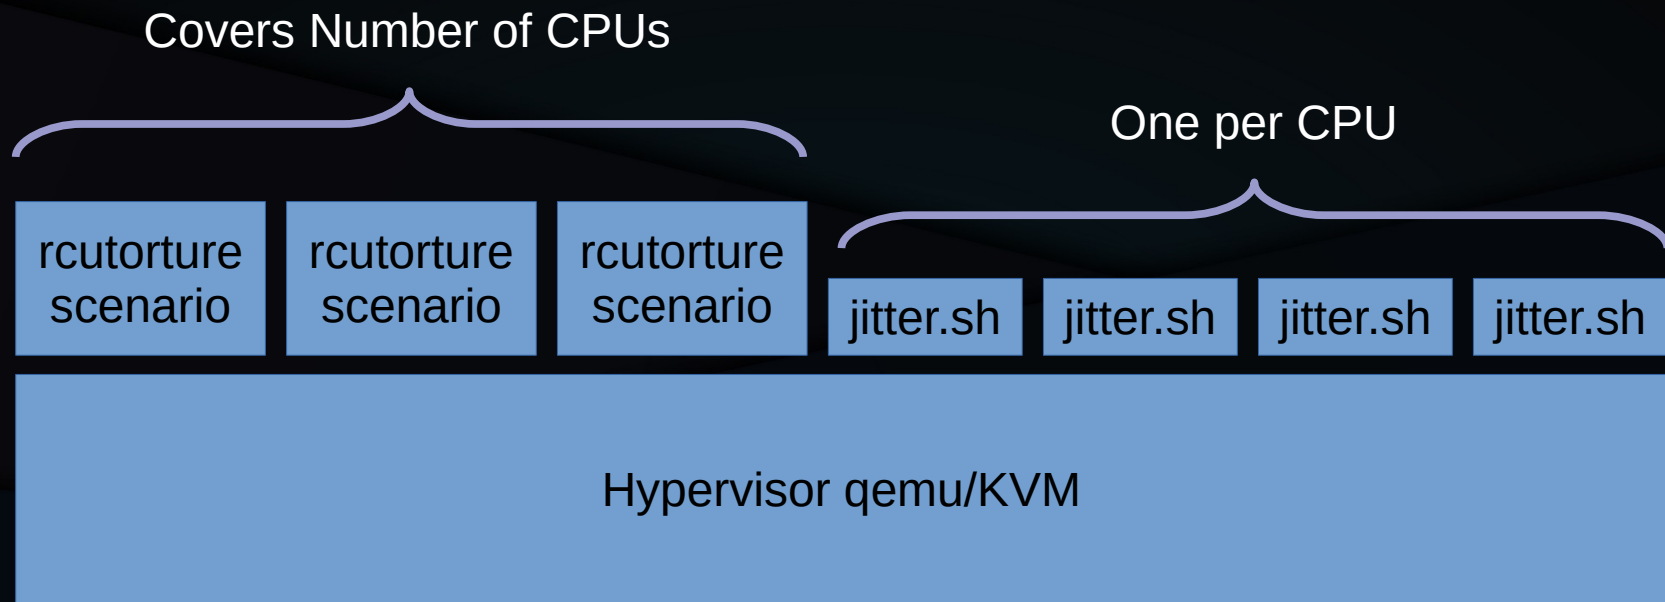 Covers Number of CPUs
One per CPU
rcutorture
scenario
rcutorture
scenario
rcutorture
scenario
jitter.sh
jitter.sh
jitter.sh
jitter.sh
Hypervisor qemu/KVM